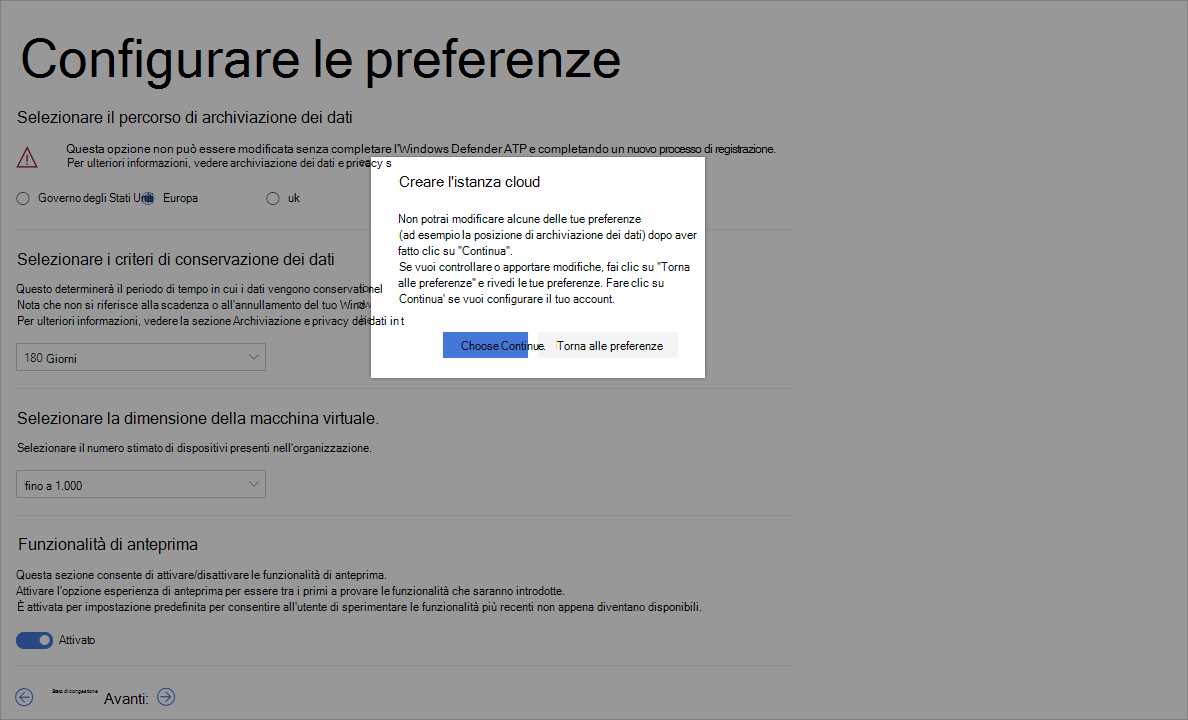 Configurare le preferenze
Selezionare il percorso di archiviazione dei dati
Questa opzione non può essere modificata senza completare l'Windows Defender ATP e completando un nuovo processo di registrazione.
Per ulteriori informazioni, vedere archiviazione dei dati e privacy s
Governo degli Stati Uniti
Europa
uk
Creare l'istanza cloud
Non potrai modificare alcune delle tue preferenze
(ad esempio la posizione di archiviazione dei dati) dopo aver
fatto clic su "Continua".
Se vuoi controllare o apportare modifiche, fai clic su "Torna
alle preferenze" e rivedi le tue preferenze. Fare clic su
Continua' se vuoi configurare il tuo account.
Choose Continue.
Torna alle preferenze
Selezionare i criteri di conservazione dei dati
Questo determinerà il periodo di tempo in cui i dati vengono conservati nel
Nota che non si riferisce alla scadenza o all'annullamento del tuo Window
Per ulteriori informazioni, vedere la sezione Archiviazione e privacy dei dati in t
180 Giorni
Selezionare la dimensione della macchina virtuale.
Selezionare il numero stimato di dispositivi presenti nell'organizzazione.
fino a 1.000
Funzionalità di anteprima
Questa sezione consente di attivare/disattivare le funzionalità di anteprima.
Attivare l'opzione esperienza di anteprima per essere tra i primi a provare le funzionalità che saranno introdotte.
È attivata per impostazione predefinita per consentire all'utente di sperimentare le funzionalità più recenti non appena diventano disponibili.
Attivato
Stato di congestione
Avanti: